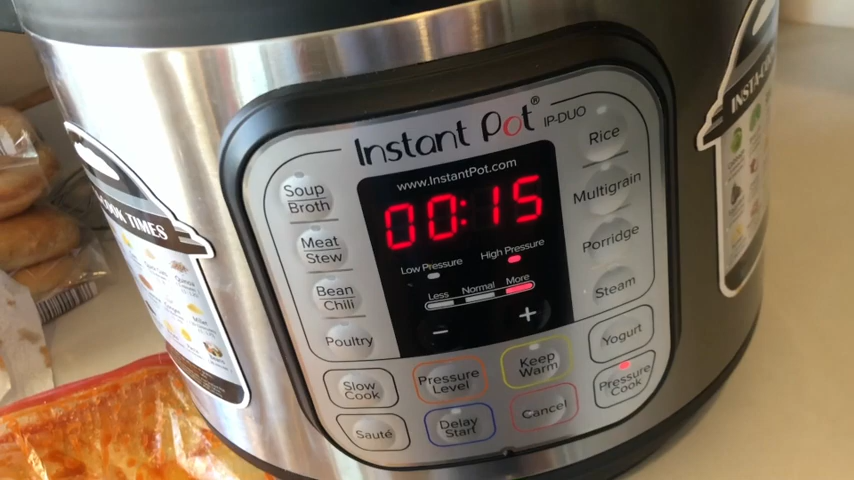 Instant Pot® IP-DUO
www.InstantPot.com
00:15
Low Pressure High Pressure
Less Normal More
− +
Soup
Broth
Meat
Stew
Bean
Chili
Poultry
Slow
Cook
Sauté
Pressure
Level
Delay
Start
Keep
Warm
Cancel
Rice
Multigrain
Porridge
Steam
Yogurt
Pressure
Cook
TIMES
INSTA-